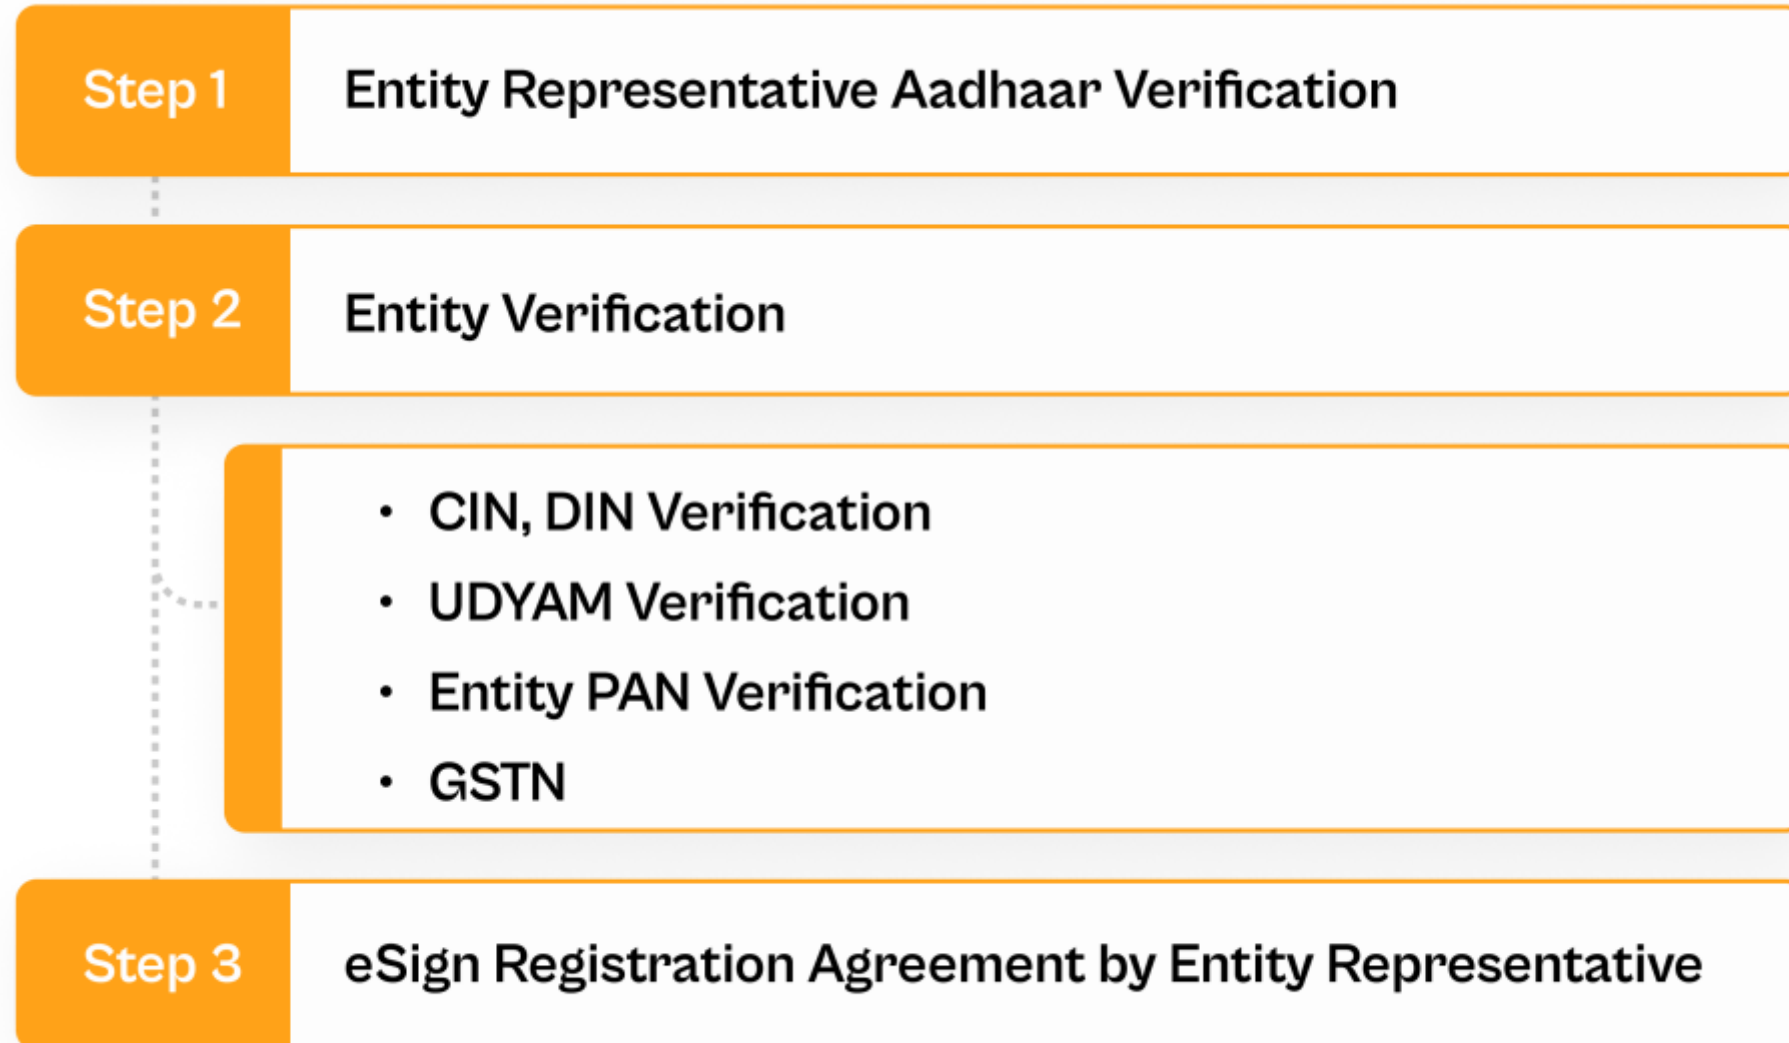 Step 1 Entity Representative Aadhaar Verification
Step 2 Entity Verification
• CIN, DIN Verification
• UDYAM Verification
• Entity PAN Verification
• GSTN
Step 3 eSign Registration Agreement by Entity Representative